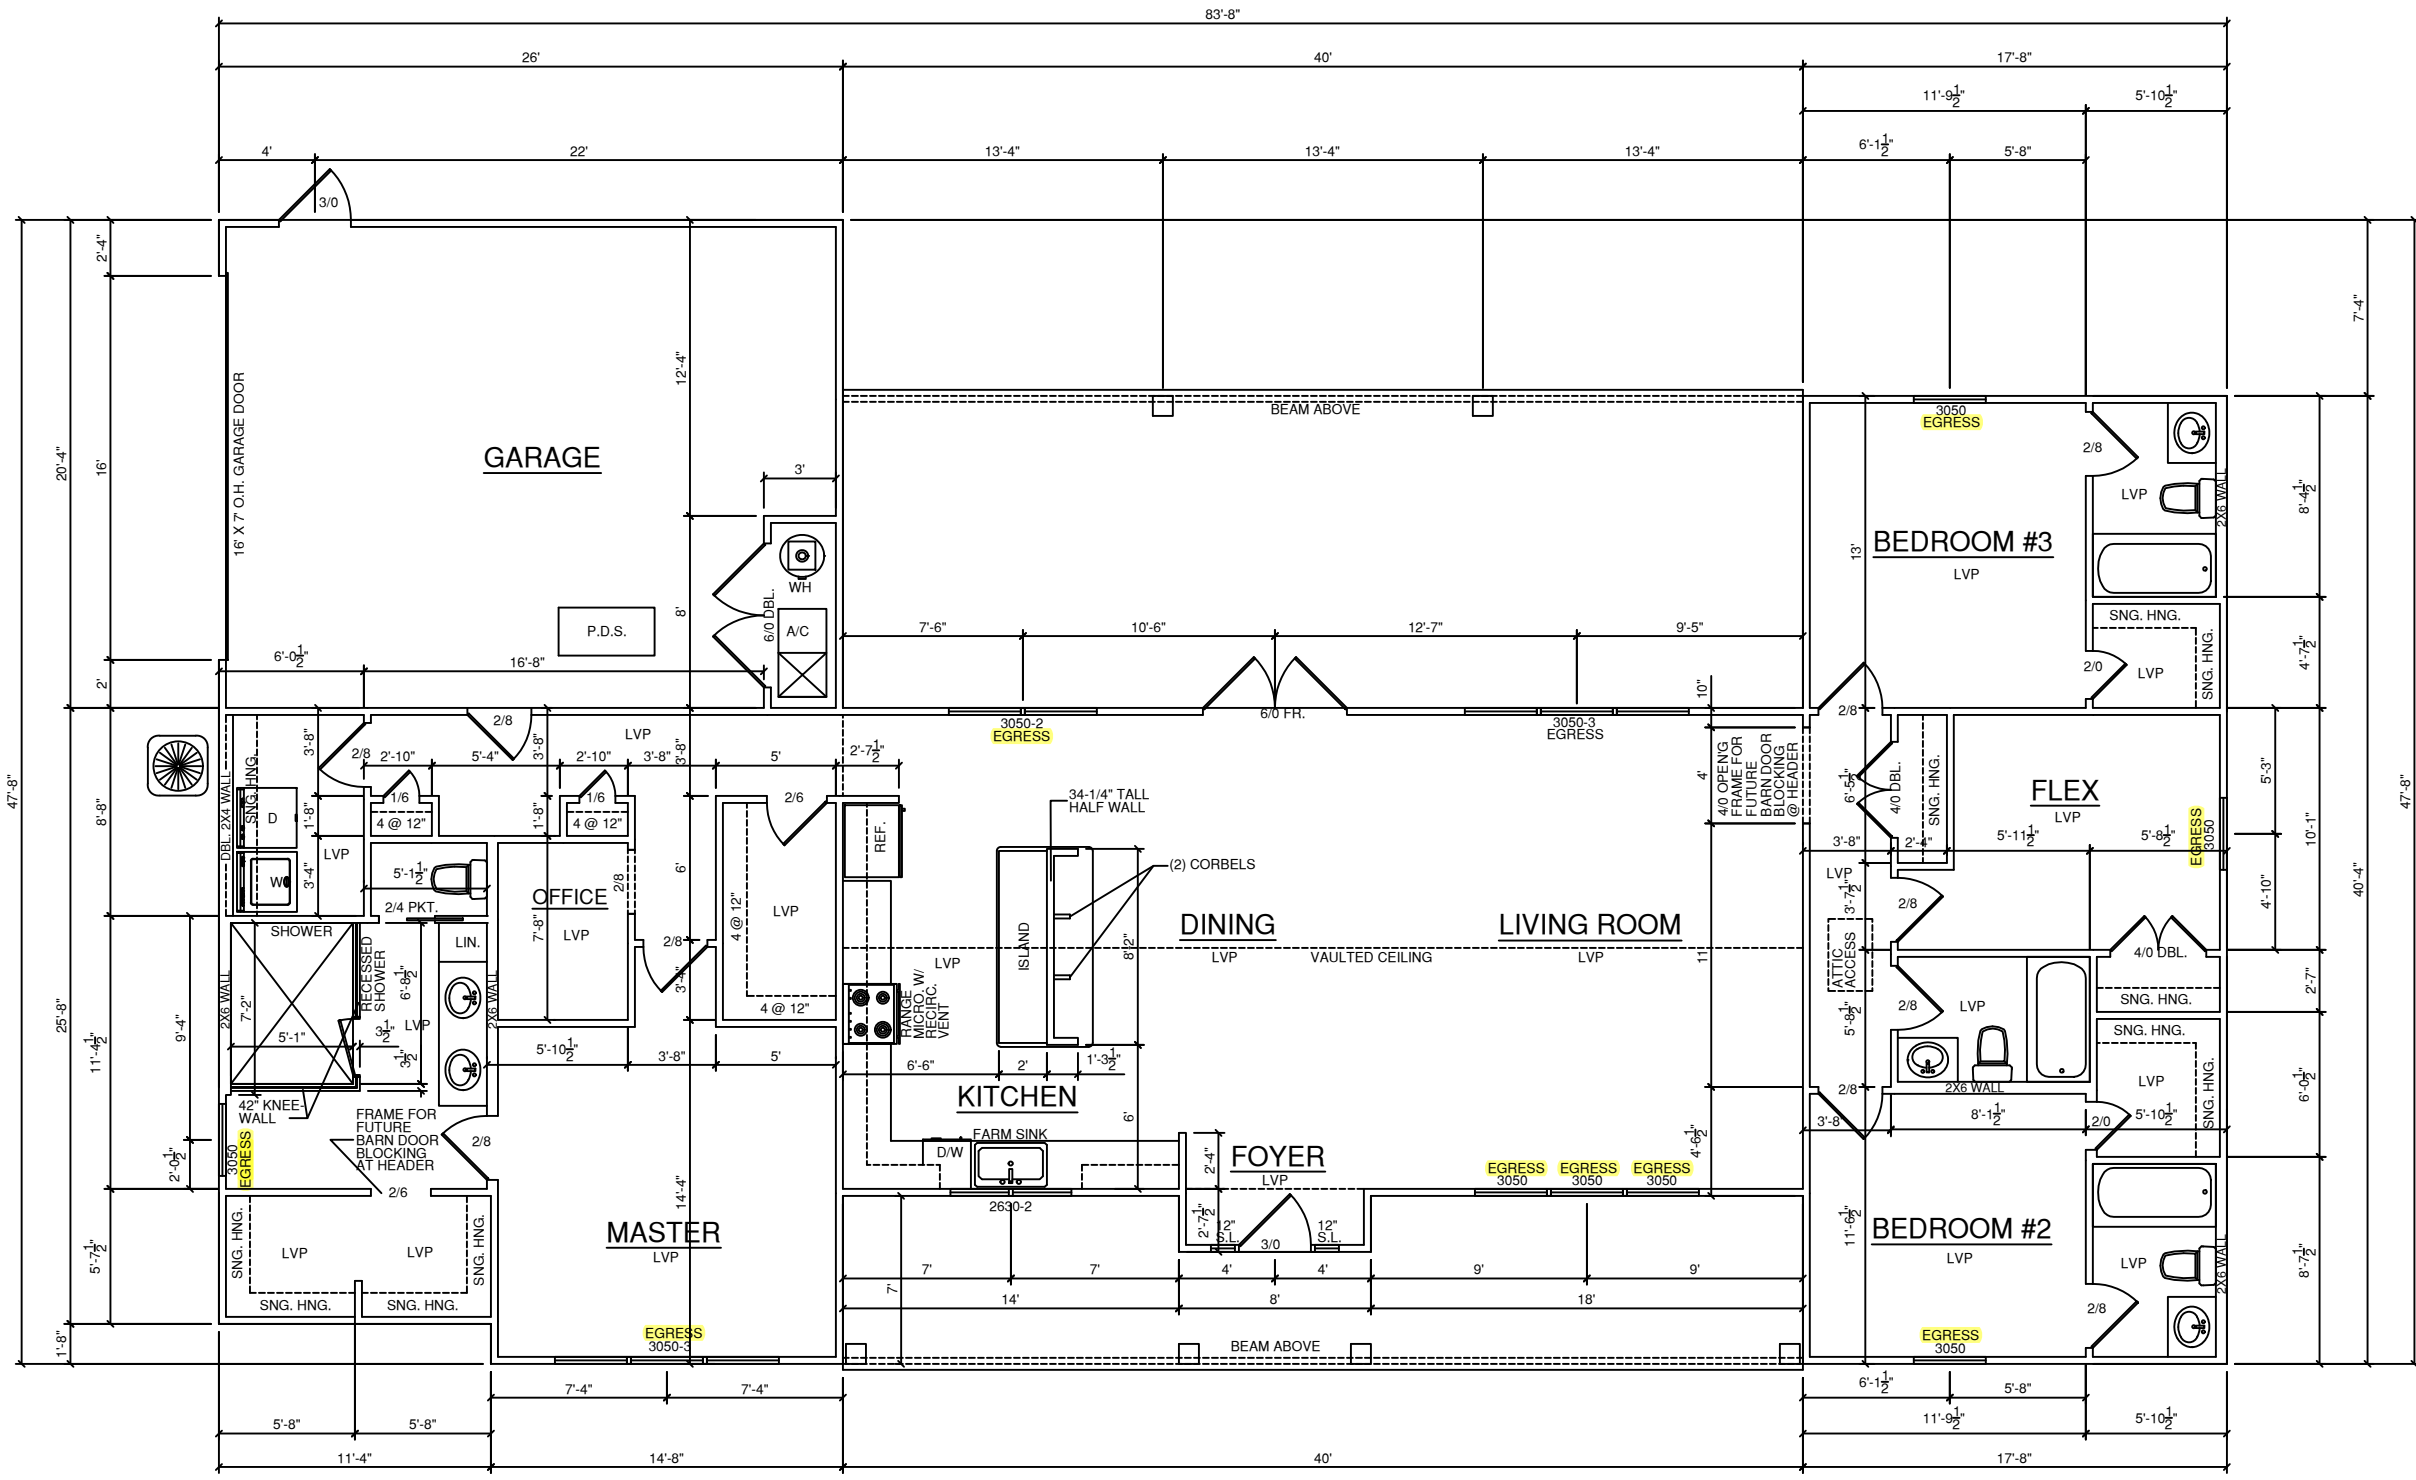 83'-8"
26'
40'
17'-8"
11'-9 1/2"
5'-10 1/2"
4'
22'
13'-4"
13'-4"
13'-4"
6'-1 1/2"
5'-8"
3/0
2'-4"
16'
2'
20'-4"
47'-8"
16' X 7' O.H. GARAGE DOOR
GARAGE
12'-4"
3'
8'
WH
6/0 DBL.
A/C
P.D.S.
6'-0 1/2"
16'-8"
BEAM ABOVE
7'-6"
10'-6"
12'-7"
9'-5"
3050-2
EGRESS
6/0 FR.
3050-3
EGRESS
10"
4'
4/0 OPEN'G
FRAME FOR
FUTURE
BARN DOOR
BLOCKING
@ HEADER
3050
EGRESS
2/8
LVP
2X6 WALL
BEDROOM #3
LVP
13'
SNG. HNG.
SNG. HNG.
2/0
LVP
7'-4"
8'-4 1/2"
4'-7 1/2"
47'-8"
40'-4"
2/8
6'-5 1/2"
4/0 DBL.
SNG. HNG.
FLEX
LVP
EGRESS
3050
5'-3"
10'-1"
4'-10"
3'-8"
2'-4"
5'-11 1/2"
5'-8 1/2"
LVP
3'-7 1/2"
2/8
ATTIC
ACCESS
4/0 DBL.
SNG. HNG.
2'-7"
5'-8 1/2"
2/8
LVP
SNG. HNG.
SNG. HNG.
LVP
6'-0 1/2"
2X6 WALL
2/8
3'-8"
8'-1 1/2"
2/0
5'-10 1/2"
11'-6 1/2"
BEDROOM #2
LVP
LVP
2X6 WALL
2/8
8'-7 1/2"
EGRESS
3050
6'-1 1/2"
5'-8"
11'-9 1/2"
5'-10 1/2"
17'-8"
8'-8"
25'-8"
DBL. 2X4 WALL
SNG. HNG.
3'-8"
2/8
2/8
3'-8"
LVP
2'-10"
5'-4"
2'-10"
3'-8"
3'-8"
5'
2'-7 1/2"
D
W
1'-8"
LVP
3'-4"
1/6
4 @ 12"
1'-8"
1/6
4 @ 12"
2/6
5'-1 1/2"
2/4 PKT.
OFFICE
LVP
7'-8"
2/8
6'
4 @ 12"
LVP
4 @ 12"
2/8
3'-4"
REF.
34-1/4" TALL
HALF WALL
(2) CORBELS
ISLAND
8'-2"
DINING
LVP
LIVING ROOM
LVP
VAULTED CEILING
11'
LVP
RANGE
MICRO. W/
RECIRC.
VENT
6'-6"
2'
1'-3 1/2"
KITCHEN
6'
FARM SINK
D/W
2630-2
FOYER
LVP
2'-4"
2'-7 1/2"
12"
S.L.
3/0
12"
S.L.
EGRESS
3050
EGRESS
3050
EGRESS
3050
4'-6 1/2"
SHOWER
RECESSED
SHOWER
LIN.
2X6 WALL
7'-2"
5'-1"
3 1/2"
6'-8 1/2"
LVP
3 1/2"
2X6 WALL
9'-4"
11'-4 1/2"
2'-0 1/2"
42" KNEE-
WALL
3050
EGRESS
FRAME FOR
FUTURE
BARN DOOR
BLOCKING
AT HEADER
2/8
2/6
5'-10 1/2"
3'-8"
5'
14'-4"
MASTER
LVP
EGRESS
3050-3
SNG. HNG.
LVP
LVP
SNG. HNG.
SNG. HNG.
SNG. HNG.
5'-7 1/2"
1'-8"
7'
7'
7'
4'
4'
9'
9'
14'
8'
18'
BEAM ABOVE
7'-4"
7'-4"
5'-8"
5'-8"
11'-4"
14'-8"
40'